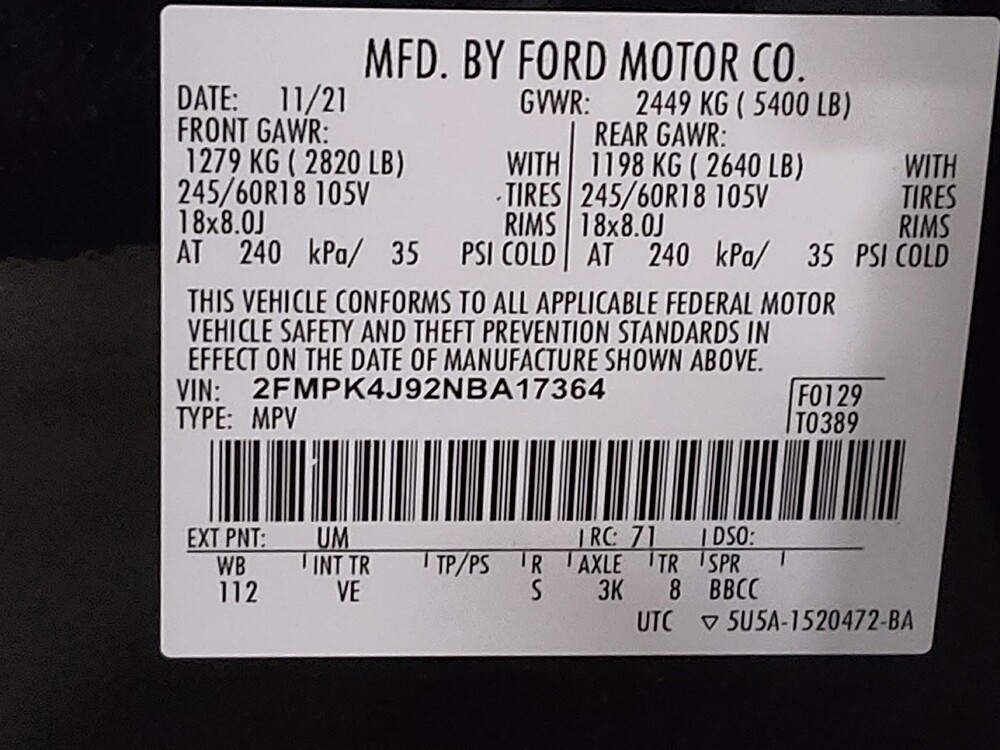 MFD. BY FORD MOTOR CO.
DATE: 11/21 GVWR: 2449 KG ( 5400 LB)
FRONT GAWR: REAR GAWR:
1279 KG ( 2820 LB) WITH 1198 KG ( 2640 LB) WITH
245/60R18 105V TIRES 245/60R18 105V TIRES
18x8.0J RIMS 18x8.0J RIMS
AT 240 kPa/ 35 PSI COLD AT 240 kPa/ 35 PSI COLD
THIS VEHICLE CONFORMS TO ALL APPLICABLE FEDERAL MOTOR
VEHICLE SAFETY AND THEFT PREVENTION STANDARDS IN
EFFECT ON THE DATE OF MANUFACTURE SHOWN ABOVE.
VIN: 2FMPK4J92NBA17364 F0129
TYPE: MPV T0389
EXT PNT: UM RC: 71 DSO:
WB INT TR TP/PS R AXLE TR SPR
112 VE S 3K 8 BBCC
UTC ▽ 5U5A-1520472-BA